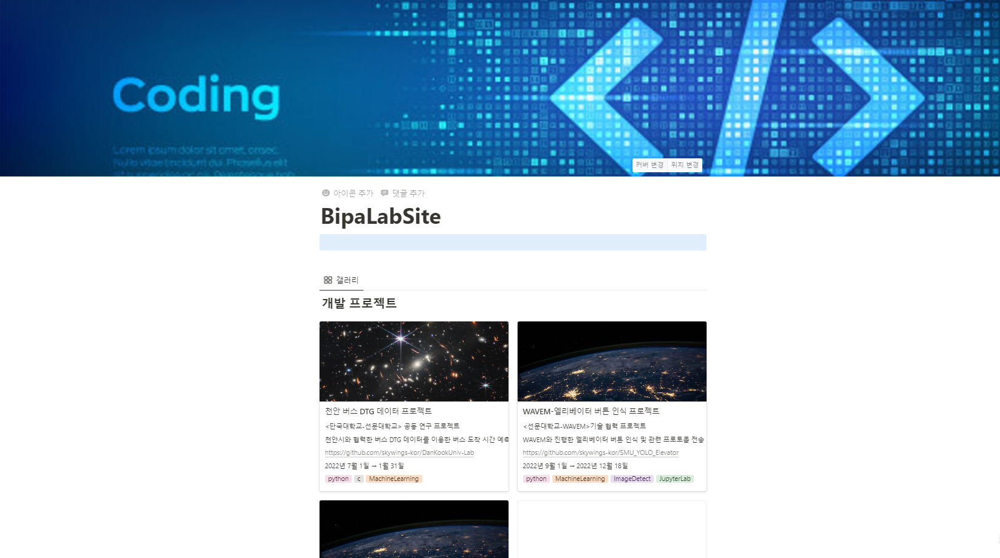 Coding
Lorem ipsum dolor sit amet, onsec
커버 변경 위치 변경
아이콘 추가 댓글 추가
BipaLabSite
갤러리
개발 프로젝트
천안 버스 DTG 데이터 프로젝트
<단국대학교-선문대학교> 공동 연구 프로젝트
천안시와 협력한 버스 DTG 데이터를 이용한 버스 도착 시간 예측
https://github.com/skywings-kor/DanKookUniv-Lab
2022년 7월 1일 → 1월 31일
python c MachineLearning
WAVEM-엘리베이터 버튼 인식 프로젝트
<선문대학교-WAVEM>기술 협력 프로젝트
WAVEM와 진행한 엘리베이터 버튼 인식 및 관련 프로토콜 전송
https://github.com/skywings-kor/SMU_YOLO_Elevator
2022년 9월 1일 → 2022년 12월 18일
python MachineLearning ImageDetect JupyterLab